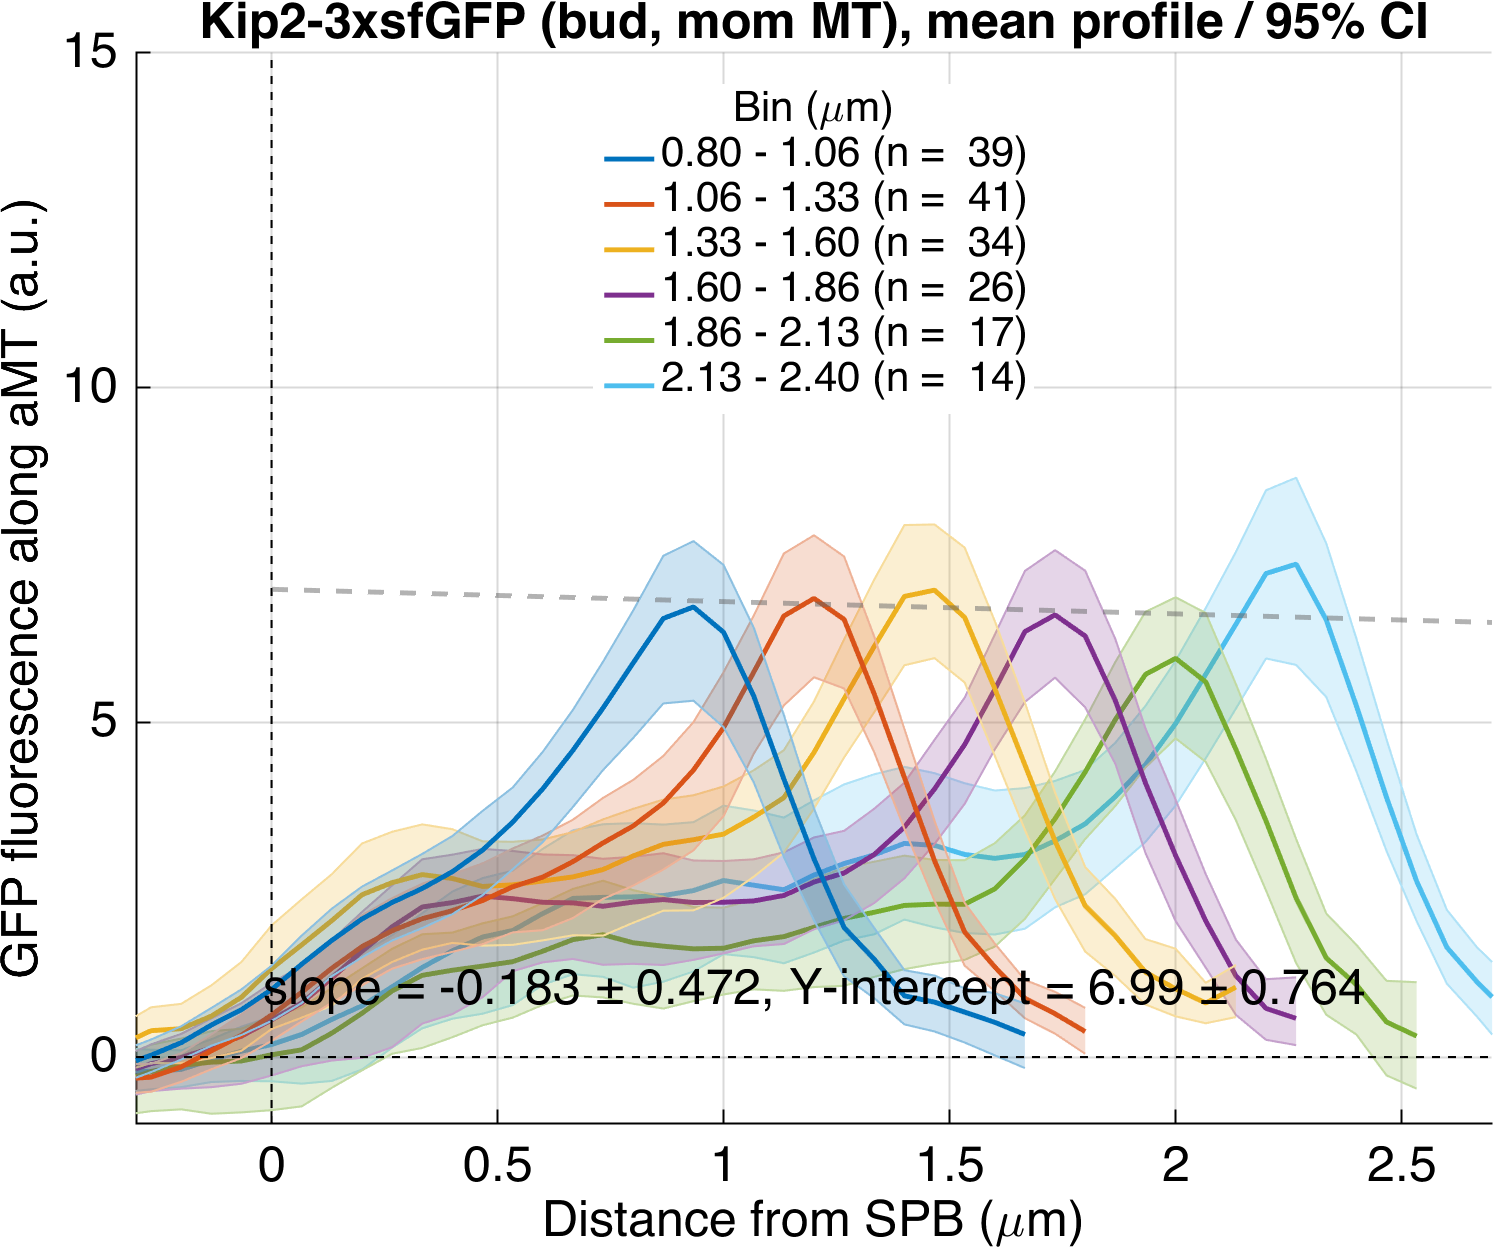 Kip2-3xsfGFP (bud, mom MT), mean profile / 95% CI
GFP fluorescence along aMT (a.u.)
15
10
5
0
Bin (μm)
0.80 - 1.06 (n = 39)
1.06 - 1.33 (n = 41)
1.33 - 1.60 (n = 34)
1.60 - 1.86 (n = 26)
1.86 - 2.13 (n = 17)
2.13 - 2.40 (n = 14)
slope = -0.183 ± 0.472, Y-intercept = 6.99 ± 0.764
0 0.5 1 1.5 2 2.5
Distance from SPB (μm)